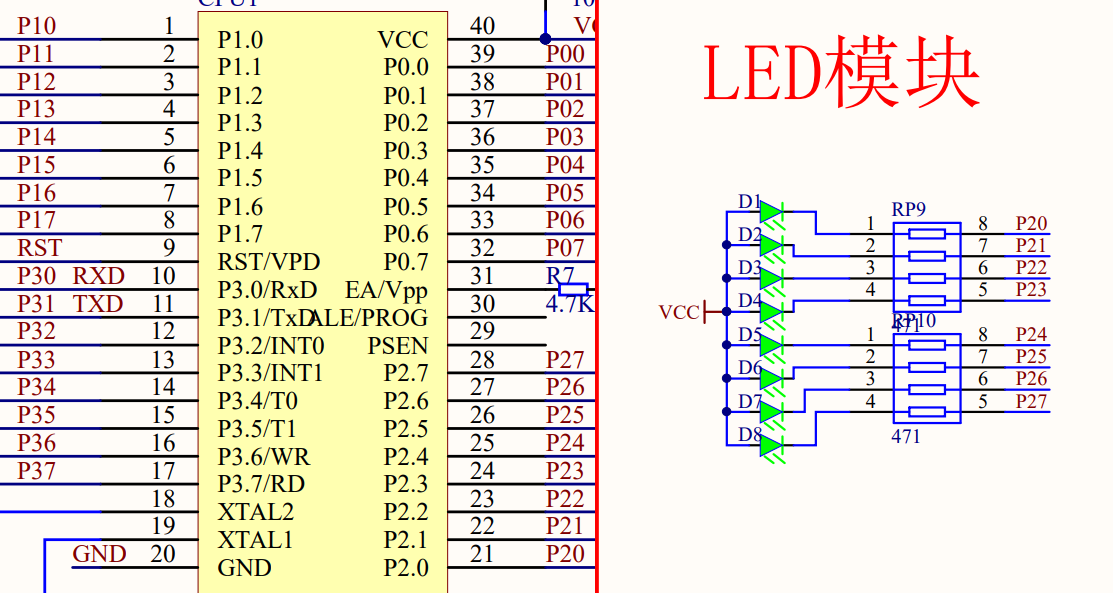 CPU1
P10 1 P1.0 VCC 40
P11 2 P1.1 P0.0 39 P00
P12 3 P1.2 P0.1 38 P01
P13 4 P1.3 P0.2 37 P02
P14 5 P1.4 P0.3 36 P03
P15 6 P1.5 P0.4 35 P04
P16 7 P1.6 P0.5 34 P05
P17 8 P1.7 P0.6 33 P06
RST 9 RST/VPD P0.7 32 P07
P30 RXD 10 P3.0/RxD EA/Vpp 31 R7
P31 TXD 11 P3.1/TxD ALE/PROG 30 4.7K
P32 12 P3.2/INT0 PSEN 29
P33 13 P3.3/INT1 P2.7 28 P27
P34 14 P3.4/T0 P2.6 27 P26
P35 15 P3.5/T1 P2.5 26 P25
P36 16 P3.6/WR P2.4 25 P24
P37 17 P3.7/RD P2.3 24 P23
18 XTAL2 P2.2 23 P22
19 XTAL1 P2.1 22 P21
GND 20 GND P2.0 21 P20
LED模块
D1 RP9
1 8 P20
D2 2 7 P21
D3 3 6 P22
D4 4 5 P23
VCC
471
RP10
D5 1 8 P24
D6 2 7 P25
D7 3 6 P26
D8 4 5 P27
471